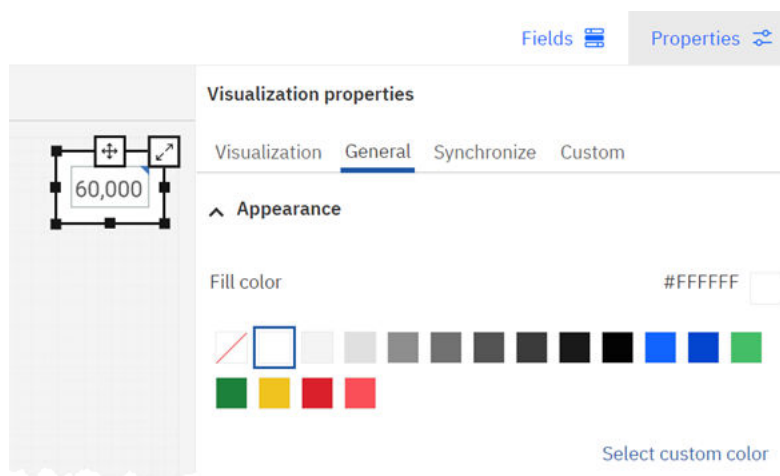 Fields
Properties
Visualization properties
Visualization General Synchronize Custom
60,000
Appearance
Fill color #FFFFFF
Select custom color